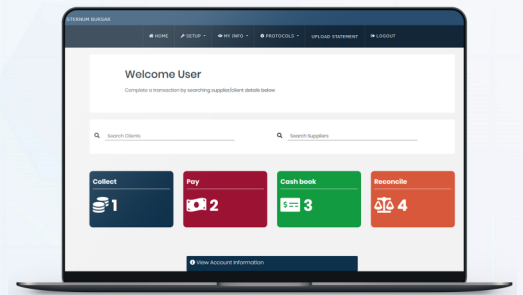 STERNUM BURSAR
HOME SETUP MY INFO PROTOCOLS UPLOAD STATEMENT LOGOUT
Welcome User
Complete a transaction by searching supplier/client details below
Search Clients Search Suppliers
Collect Pay Cash book Reconcile
1 2 3 4
View Account Information